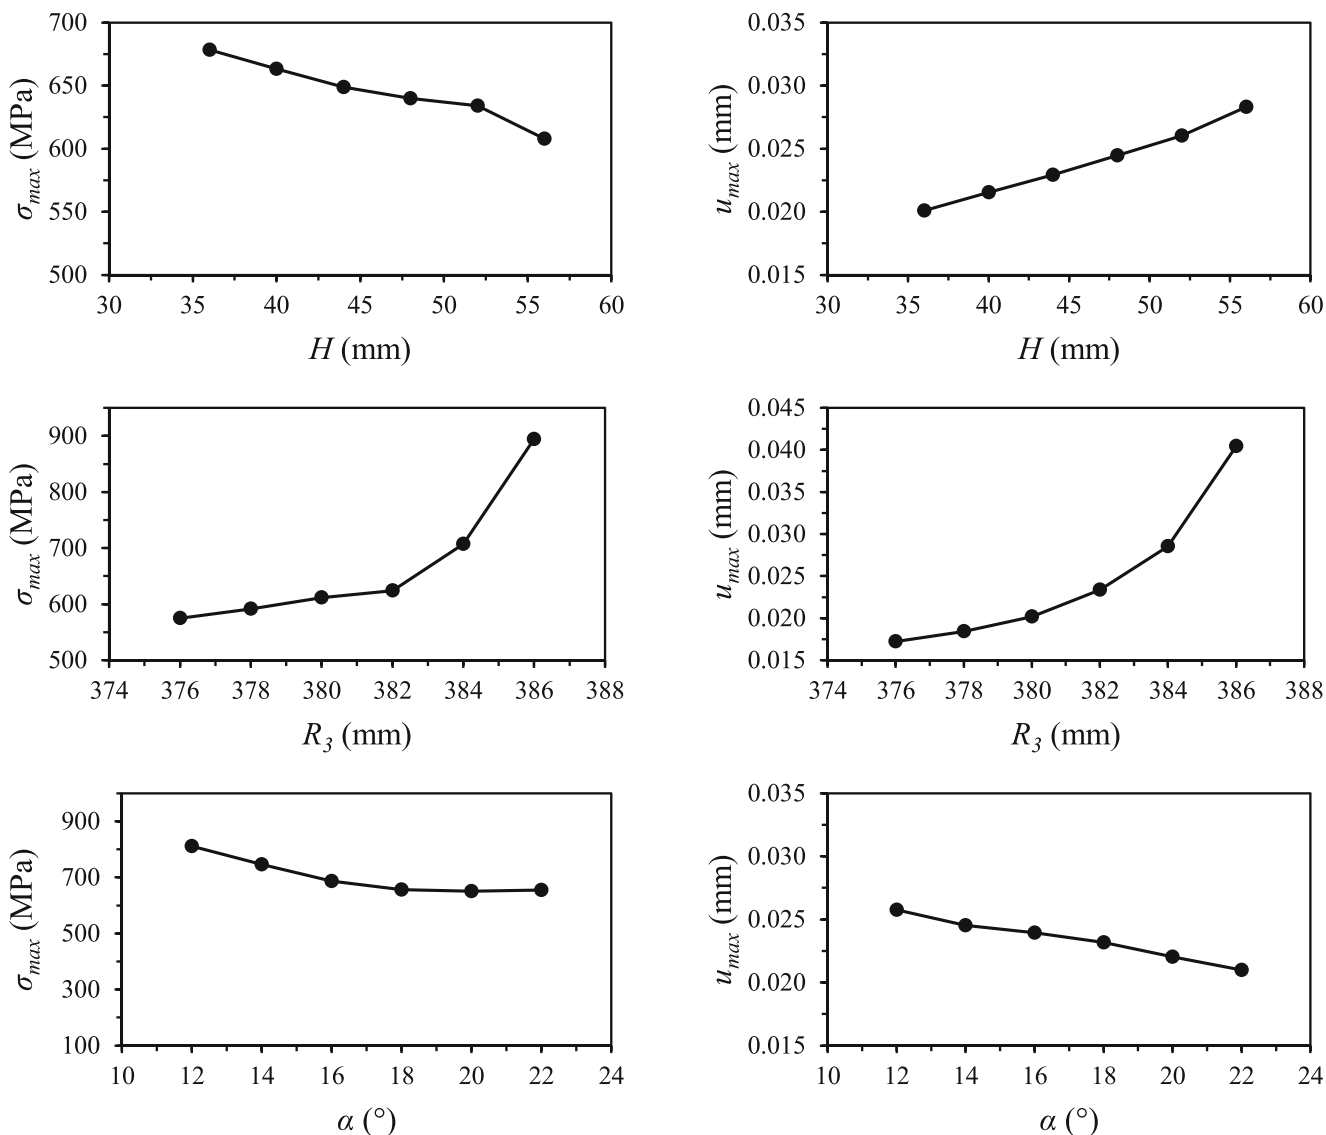 700
650
600
550
500
σmax (MPa)
30 35 40 45 50 55 60
H (mm)
0.035
0.030
0.025
0.020
0.015
umax (mm)
30 35 40 45 50 55 60
H (mm)
900
800
700
600
500
σmax (MPa)
374 376 378 380 382 384 386 388
R3 (mm)
0.045
0.040
0.035
0.030
0.025
0.020
0.015
umax (mm)
374 376 378 380 382 384 386 388
R3 (mm)
900
700
500
300
100
σmax (MPa)
10 12 14 16 18 20 22 24
α (°)
0.035
0.030
0.025
0.020
0.015
umax (mm)
10 12 14 16 18 20 22 24
α (°)